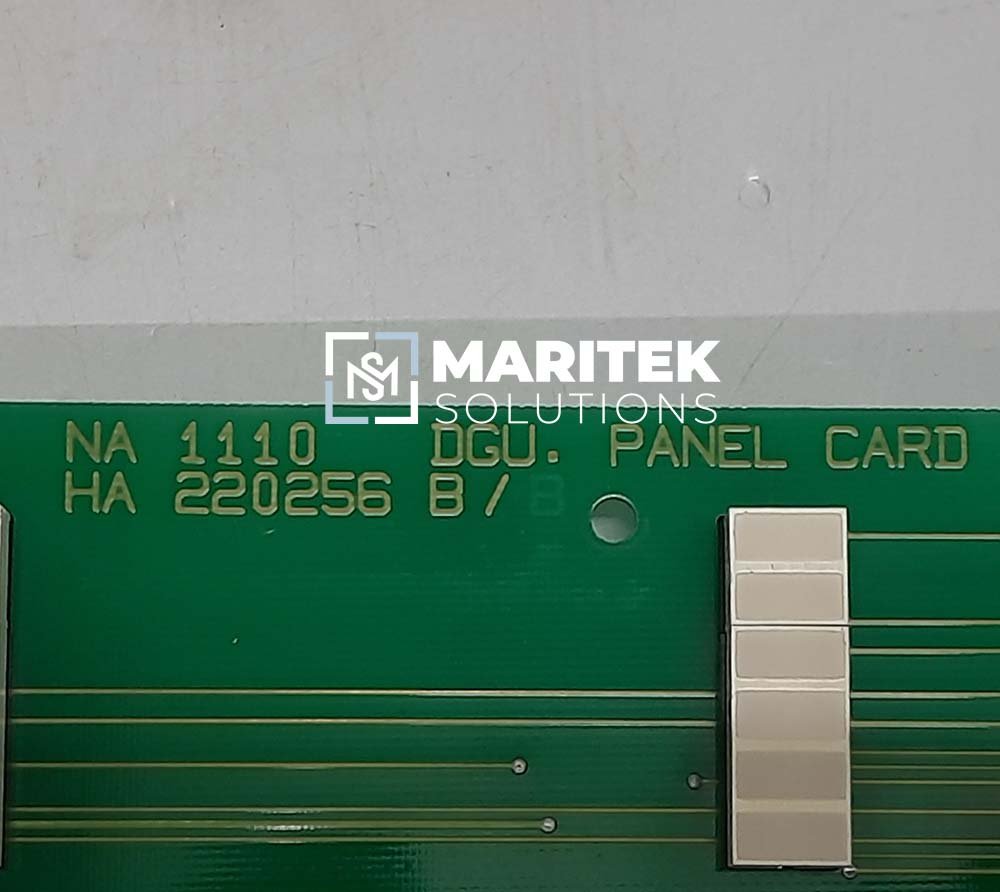 MARITEK
SOLUTIONS
NA 1110 DGU. PANEL CARD
HA 220256 B / B